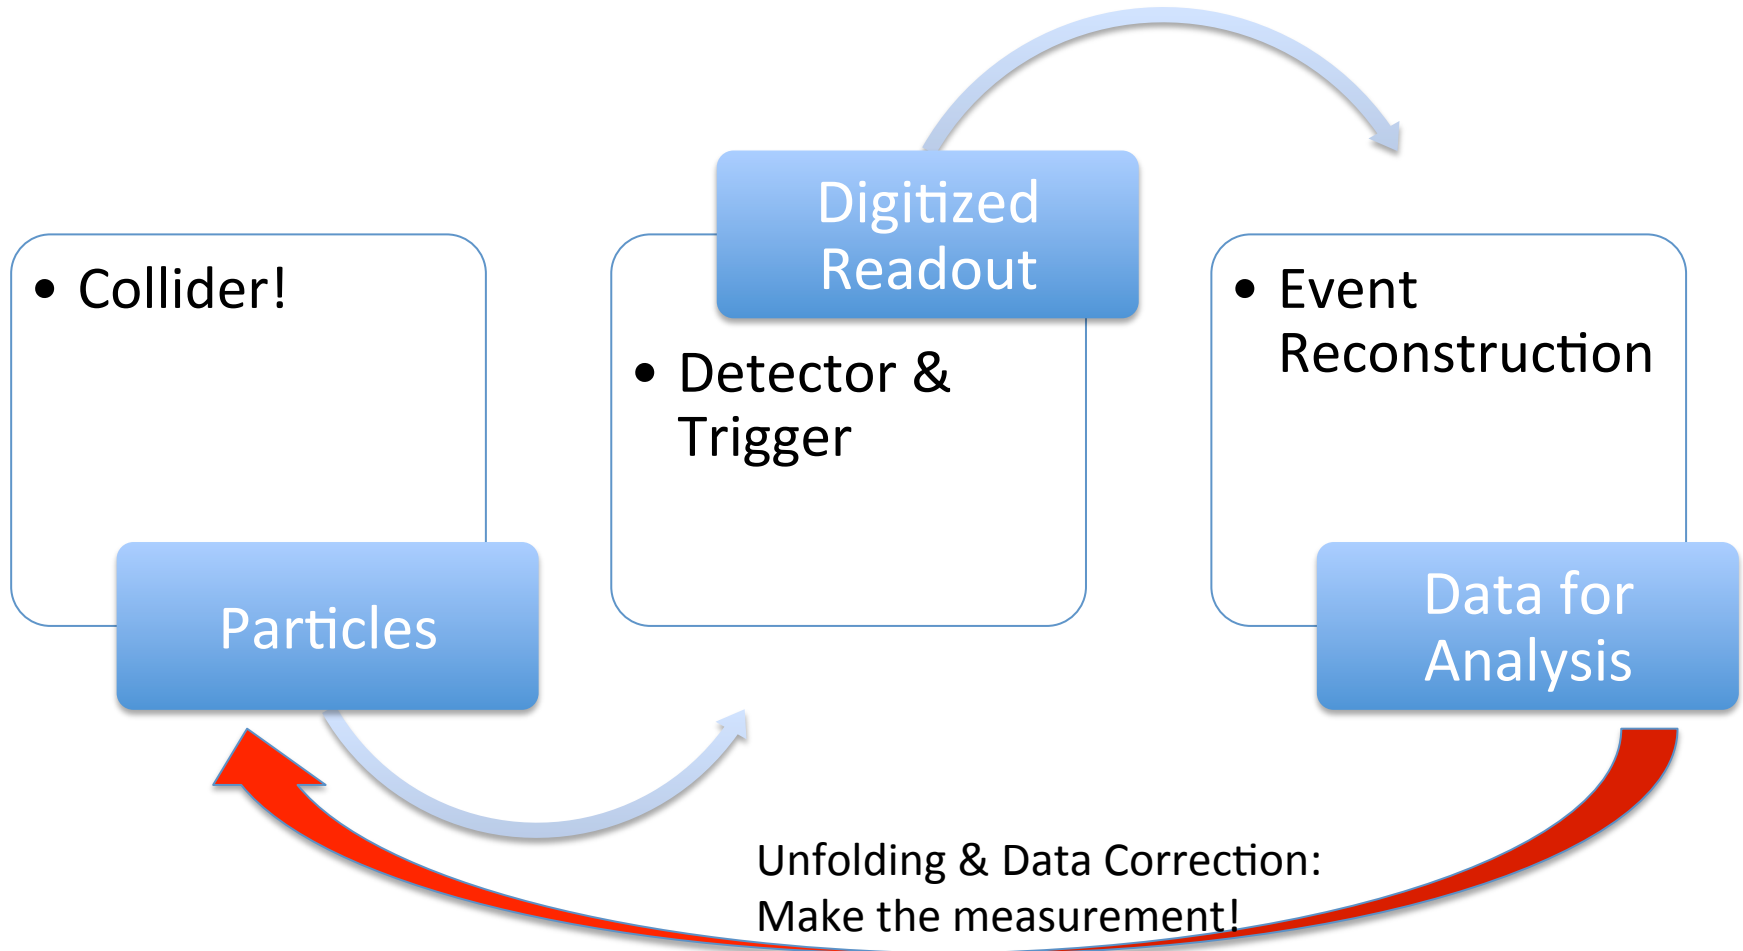 • Collider!
Particles
Digitized
Readout
• Detector &
Trigger
• Event
Reconstruction
Data for
Analysis
Unfolding & Data Correction:
Make the measurement!